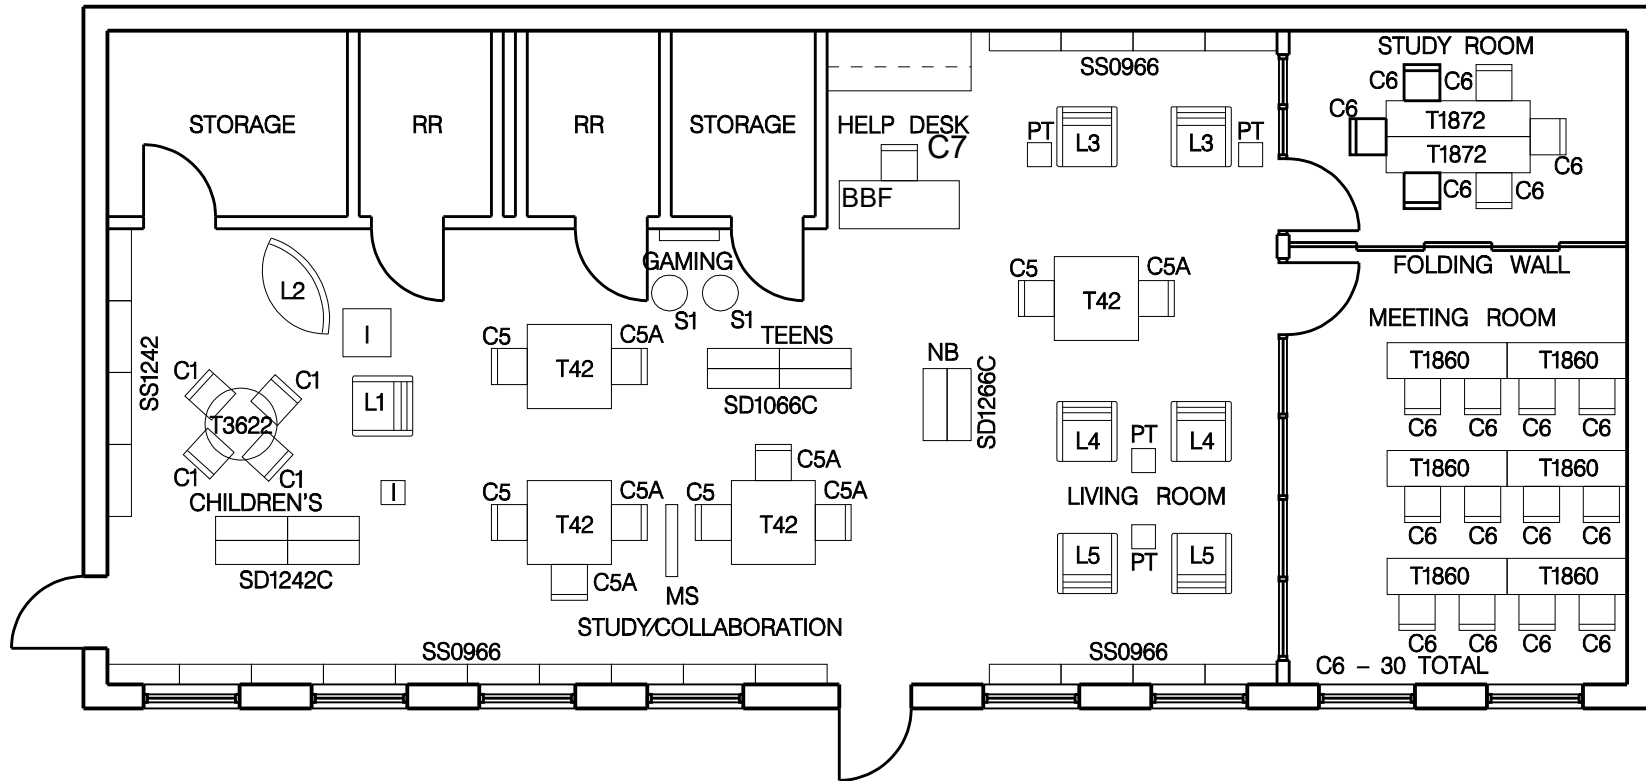 STUDY ROOM
SS0966
C6 C6
C6
T1872
STORAGE RR RR STORAGE HELP DESK
C7
PT L3 L3 PT
T1872
C6
C6 C6
BBF
GAMING
FOLDING WALL
C5 C5A
L2
T42
S1 S1
MEETING ROOM
I
C5 C5A
TEENS
NB
T1860 T1860
SS1242
C1 C1
T42
L1
SD1066C
SD1266C
T3622
C6 C6 C6 C6
PT
L4 L4
C1 C1
C5A
T1860 T1860
CHILDREN'S
I
C5 C5A
C5 C5A
LIVING ROOM
T42
T42
C6 C6 C6 C6
L5 PT L5
SD1242C
C5A
MS
T1860 T1860
STUDY/COLLABORATION
C6 C6 C6 C6
SS0966
SS0966
C6 - 30 TOTAL